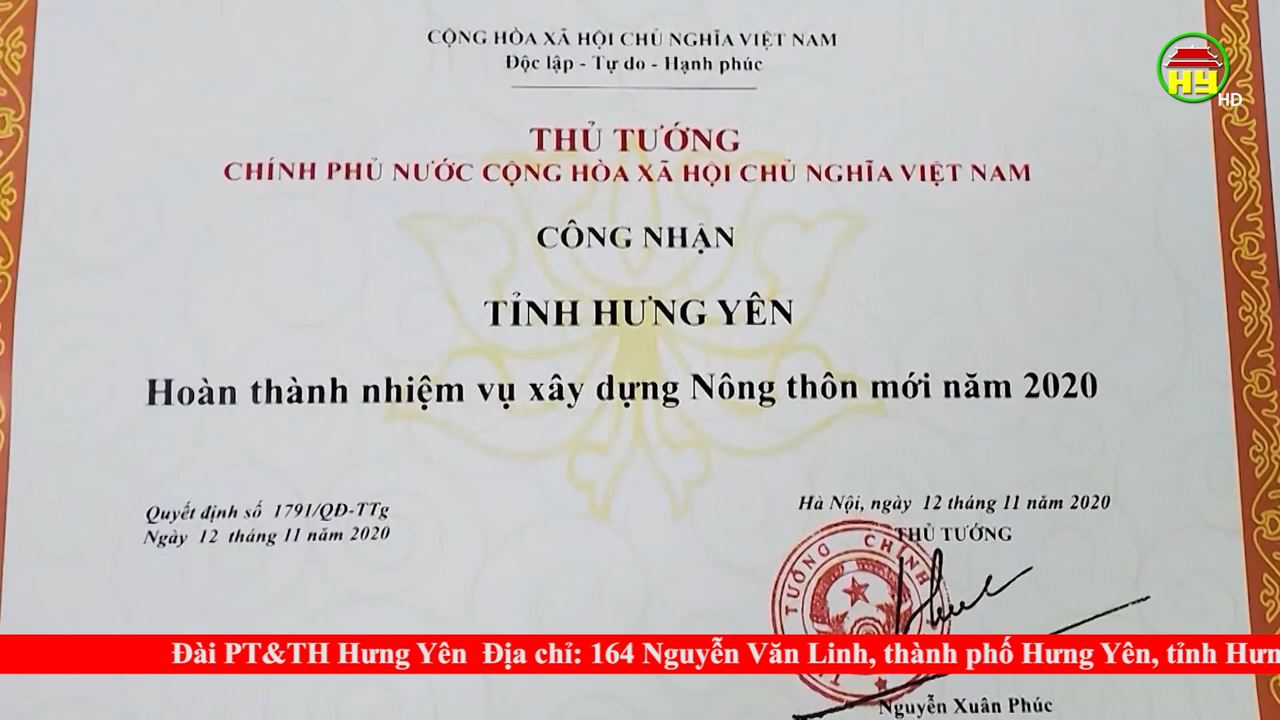 CỘNG HÒA XÃ HỘI CHỦ NGHĨA VIỆT NAM
Độc lập - Tự do - Hạnh phúc
HY HD
THỦ TƯỚNG
CHÍNH PHỦ NƯỚC CỘNG HÒA XÃ HỘI CHỦ NGHĨA VIỆT NAM
CÔNG NHẬN
TỈNH HƯNG YÊN
Hoàn thành nhiệm vụ xây dựng Nông thôn mới năm 2020
Quyết định số 1791/QĐ-TTg
Ngày 12 tháng 11 năm 2020
Hà Nội, ngày 12 tháng 11 năm 2020
THỦ TƯỚNG
TƯỚNG CHÍNH
Đài PT&TH Hưng Yên Địa chỉ: 164 Nguyễn Văn Linh, thành phố Hưng Yên, tỉnh Hưn
Nguyễn Xuân Phúc